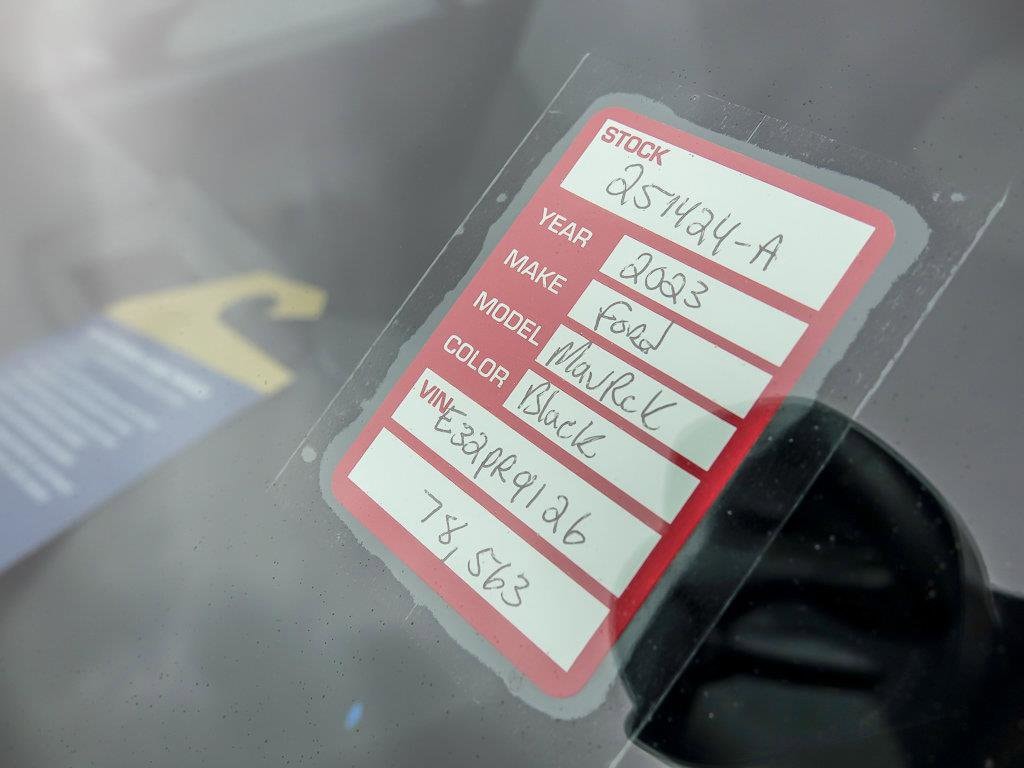 STOCK
251424-A
YEAR 2023
MAKE Ford
MODEL MavRck
COLOR Black
VIN E32PR9126
78,563